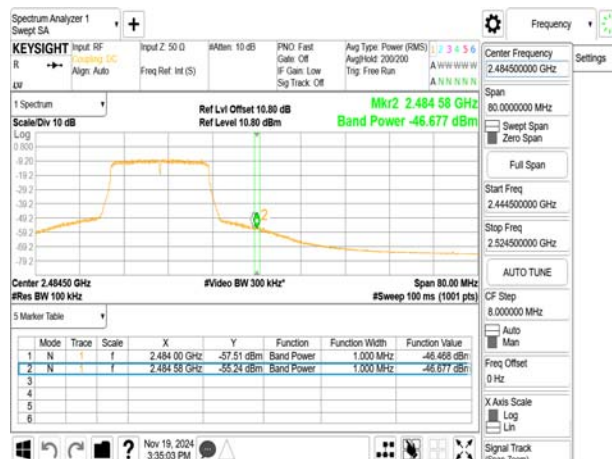 Spectrum Analyzer 1
Swept SA
+
Frequency
KEYSIGHT
Input: RF
Coupling: DC
Align: Auto
Input Z: 50 Ω
Freq Ref: Int (S)
#Atten: 10 dB
PNO: Fast
Gate: Off
IF Gain: Low
Sig Track: Off
Avg Type: Power (RMS)
Avg|Hold: 200/200
Trig: Free Run
1 2 3 4 5 6
A W W W W W
A N N N N N
R
LXI
Settings
Center Frequency
2.484500000 GHz
Span
80.0000000 MHz
Swept Span
Zero Span
Full Span
Start Freq
2.444500000 GHz
Stop Freq
2.524500000 GHz
AUTO TUNE
CF Step
8.000000 MHz
Auto
Man
Freq Offset
0 Hz
X Axis Scale
Log
Lin
Signal Track
(Span Zoom)
1 Spectrum
Scale/Div 10 dB
Log
Ref Lvl Offset 10.80 dB
Ref Level 10.80 dBm
Mkr2 2.484 58 GHz
Band Power -46.677 dBm
0.800
-9.20
-19.2
-29.2
-39.2
-49.2
-59.2
-69.2
-79.2
2
Center 2.48450 GHz
#Res BW 100 kHz
#Video BW 300 kHz*
Span 80.00 MHz
#Sweep 100 ms (1001 pts)
5 Marker Table
Mode Trace Scale X Y Function Function Width Function Value
1 N 1 f 2.484 00 GHz -57.51 dBm Band Power 1.000 MHz -46.468 dBm
2 N 1 f 2.484 58 GHz -55.24 dBm Band Power 1.000 MHz -46.677 dBm
3
4
5
6
?
Nov 19, 2024
3:35:03 PM